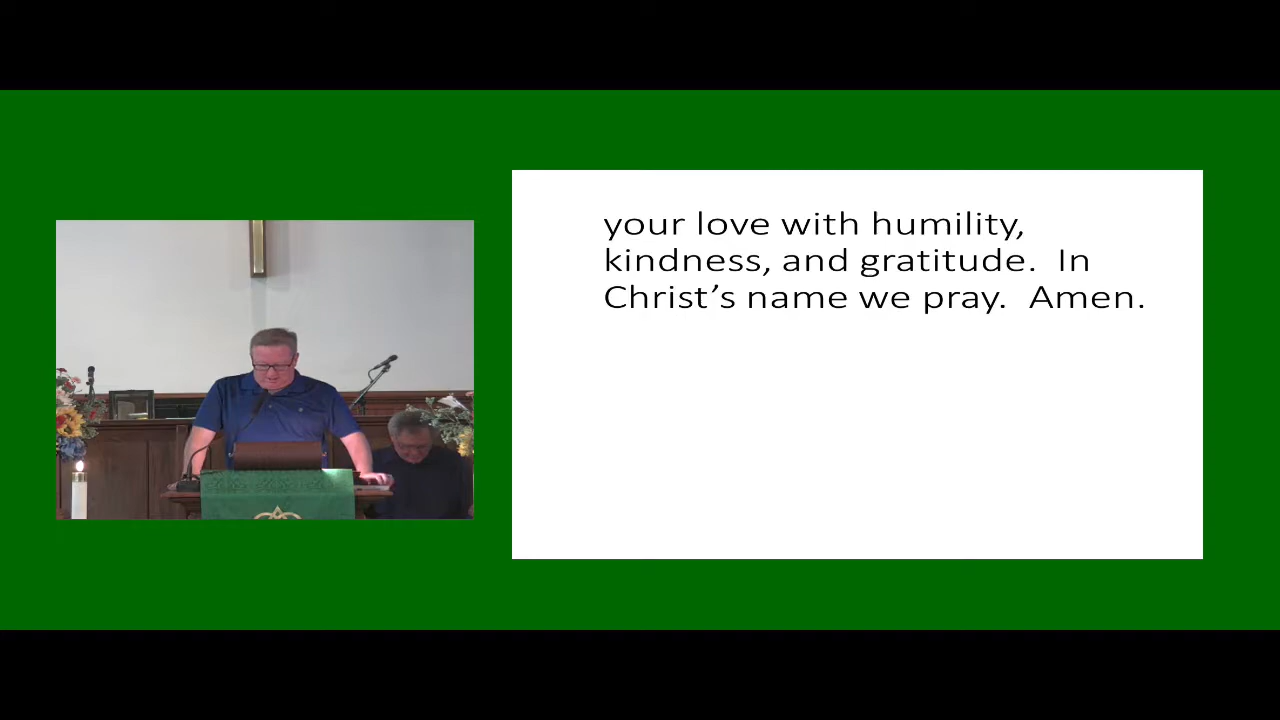 your love with humility,
kindness, and gratitude.  In
Christ’s name we pray.  Amen.